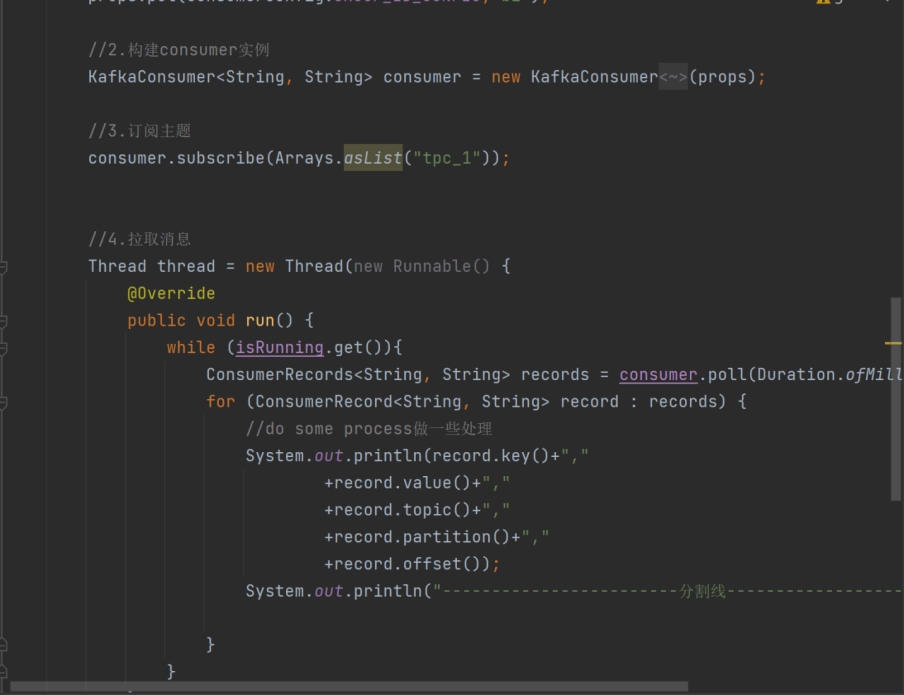 //2.构建consumer实例
KafkaConsumer<String, String> consumer = new KafkaConsumer<~>(props);
//3.订阅主题
consumer.subscribe(Arrays.asList("tpc_1"));
//4.拉取消息
Thread thread = new Thread(new Runnable() {
@Override
public void run() {
while (isRunning.get()){
ConsumerRecords<String, String> records = consumer.poll(Duration.ofMill
for (ConsumerRecord<String, String> record : records) {
//do some process做一些处理
System.out.println(record.key()+","
+record.value()+","
+record.topic()+","
+record.partition()+","
+record.offset());
System.out.println("------------------------分割线------------------
}
}